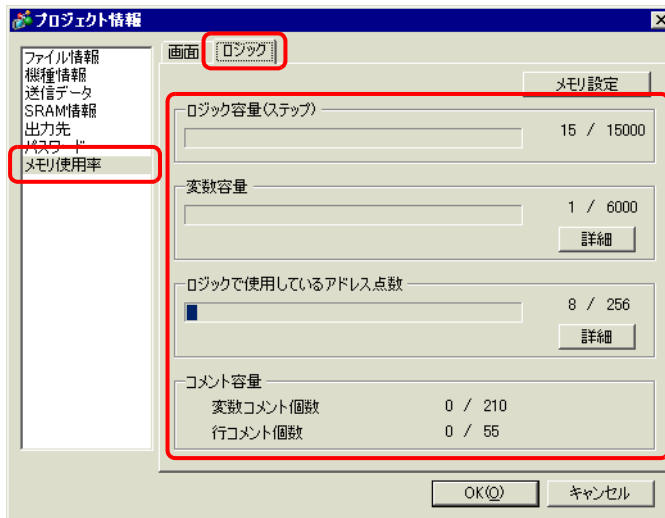 プロジェクト情報
ファイル情報
機種情報
送信データ
SRAM情報
出力先
パスワード
メモリ使用率
画面 ロジック
メモリ設定
ロジック容量(ステップ)
15 / 15000
変数容量
1 / 6000
詳細
ロジックで使用しているアドレス点数
8 / 256
詳細
コメント容量
変数コメント個数 0 / 210
行コメント個数 0 / 55
OK(O) キャンセル